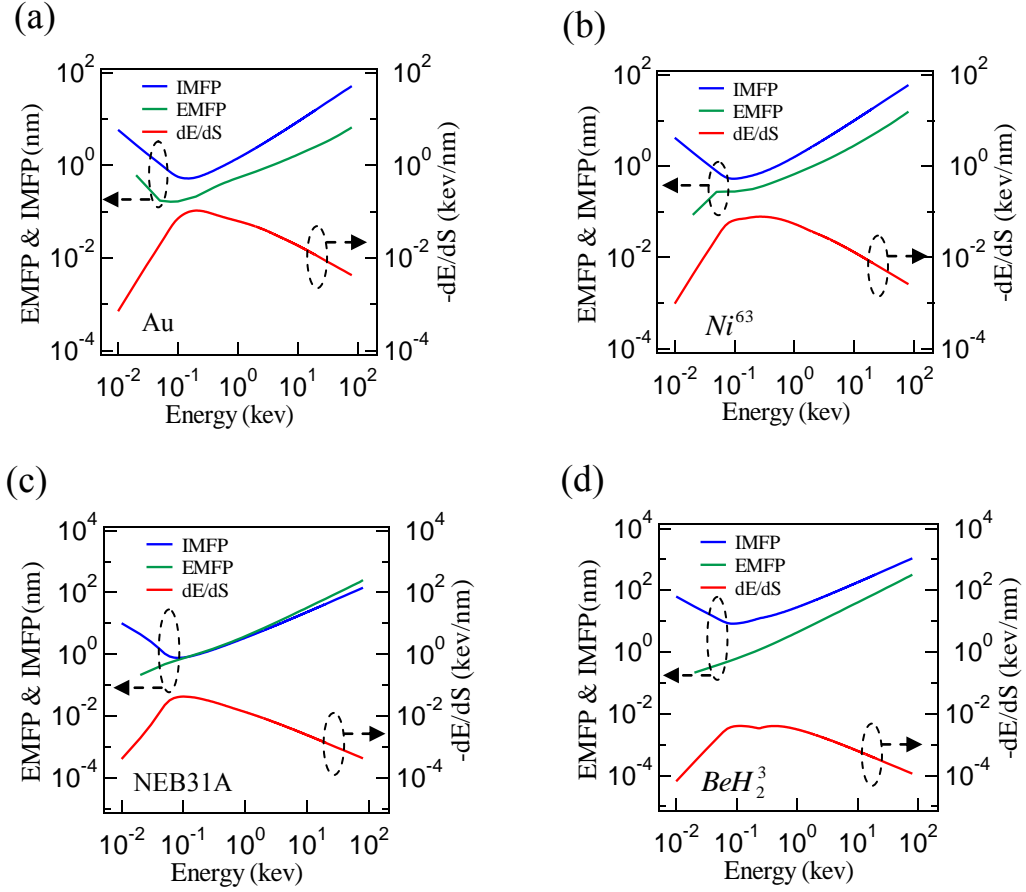 (a)
EMFP & IMFP(nm)
10^2
10^0
10^-2
10^-4
IMFP
EMFP
dE/dS
Au
10^2
10^0
10^-2
10^-4
-dE/dS (kev/nm)
10^-2 10^-1 10^0 10^1 10^2
Energy (kev)
(b)
EMFP & IMFP(nm)
10^2
10^0
10^-2
10^-4
IMFP
EMFP
dE/dS
Ni^63
10^2
10^0
10^-2
10^-4
-dE/dS (kev/nm)
10^-2 10^-1 10^0 10^1 10^2
Energy (kev)
(c)
EMFP & IMFP(nm)
10^4
10^2
10^0
10^-2
10^-4
IMFP
EMFP
dE/dS
NEB31A
10^4
10^2
10^0
10^-2
10^-4
-dE/dS (kev/nm)
10^-2 10^-1 10^0 10^1 10^2
Energy (kev)
(d)
EMFP & IMFP(nm)
10^4
10^2
10^0
10^-2
10^-4
IMFP
EMFP
dE/dS
BeH_2^3
10^4
10^2
10^0
10^-2
10^-4
-dE/dS (kev/nm)
10^-2 10^-1 10^0 10^1 10^2
Energy (kev)